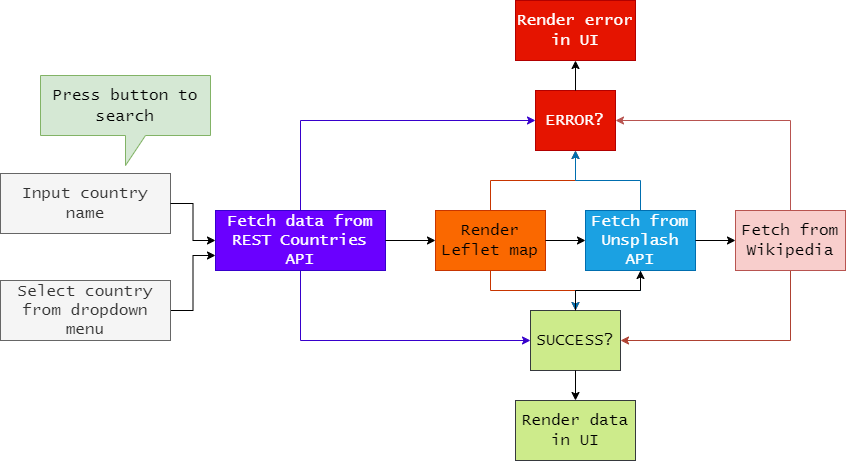 Render error
in UI
Press button to
search
ERROR?
Input country
name
Fetch data from
REST Countries
API
Render
Leflet map
Fetch from
Unsplash
API
Fetch from
Wikipedia
Select country
from dropdown
menu
SUCCESS?
Render data
in UI